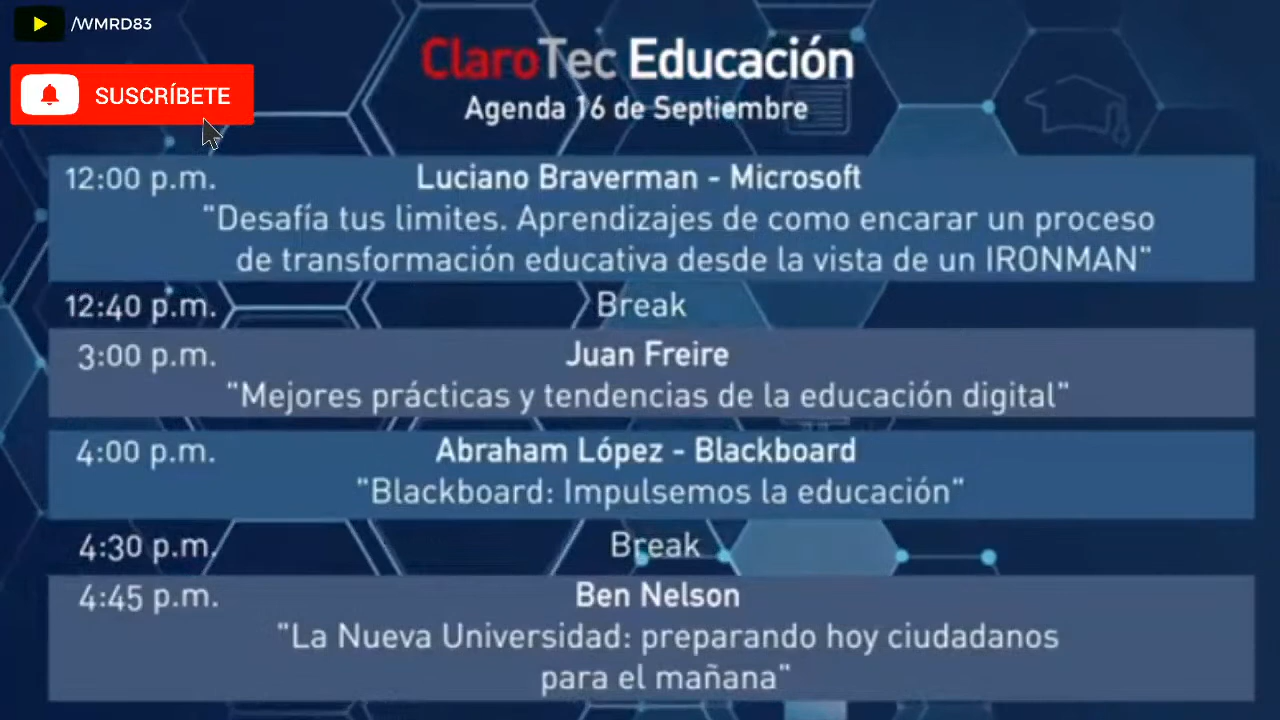 /WMRD83
SUSCRÍBETE
ClaroTec Educación
Agenda 16 de Septiembre
12:00 p.m. Luciano Braverman - Microsoft
"Desafía tus limites. Aprendizajes de como encarar un proceso
de transformación educativa desde la vista de un IRONMAN"
12:40 p.m. Break
3:00 p.m. Juan Freire
"Mejores prácticas y tendencias de la educación digital"
4:00 p.m. Abraham López - Blackboard
"Blackboard: Impulsemos la educación"
4:30 p.m. Break
4:45 p.m. Ben Nelson
"La Nueva Universidad: preparando hoy ciudadanos
para el mañana"